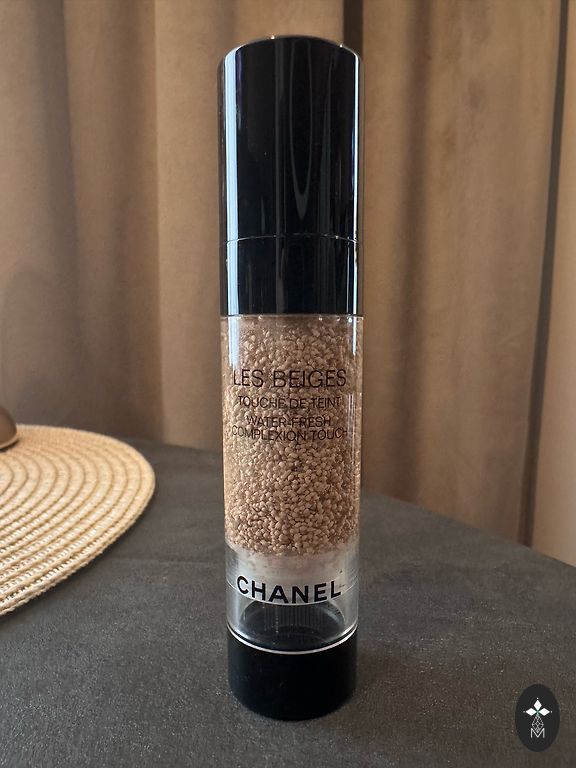 LES BEIGES
TOUCHE DE TEINT
WATER-FRESH
COMPLEXION TOUCH
CHANEL
M